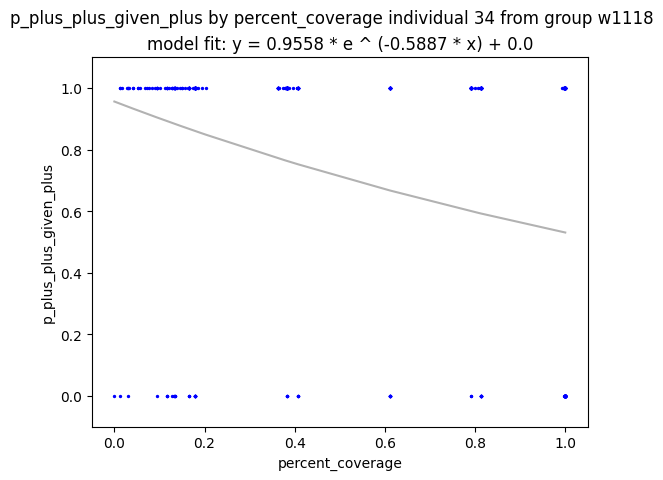 p_plus_plus_given_plus by percent_coverage individual 34 from group w1118
model fit: y = 0.9558 * e ^ (-0.5887 * x) + 0.0
1.0
0.8
0.6
0.4
0.2
0.0
p_plus_plus_given_plus
0.0 0.2 0.4 0.6 0.8 1.0
percent_coverage